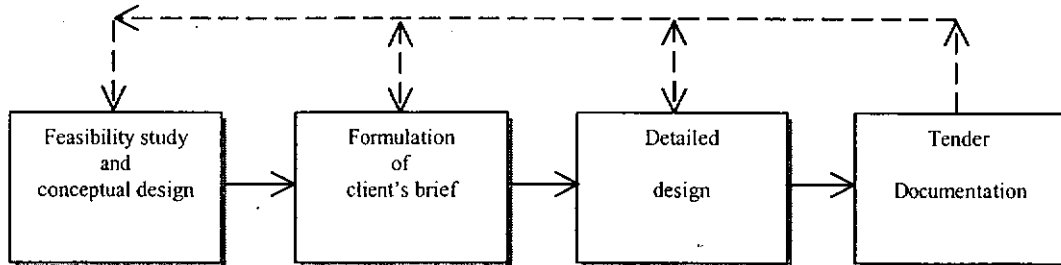 Feasibility study
and
conceptual design
Formulation
of
client's brief
Detailed
design
Tender
Documentation